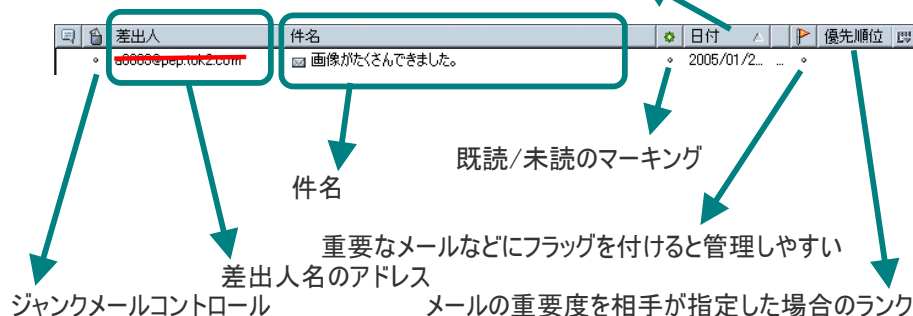 差出人 件名 日付 優先順位
画像がたくさんできました。 2005/01/2... ...
既読/未読のマーキング
件名
重要なメールなどにフラッグを付けると管理しやすい
差出人名のアドレス
ジャンクメールコントロール メールの重要度を相手が指定した場合のランク